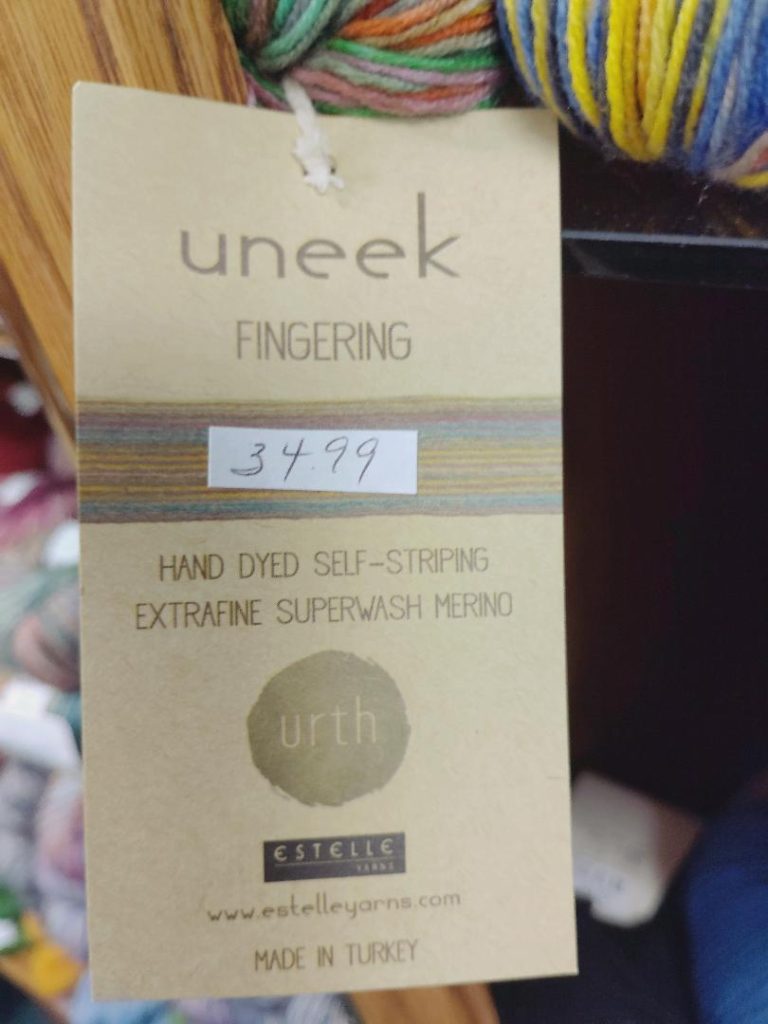 uneek
FINGERING
34.99
HAND DYED SELF-STRIPING
EXTRAFINE SUPERWASH MERINO
urth
ESTELLE
YARNS
www.estelleyarns.com
MADE IN TURKEY